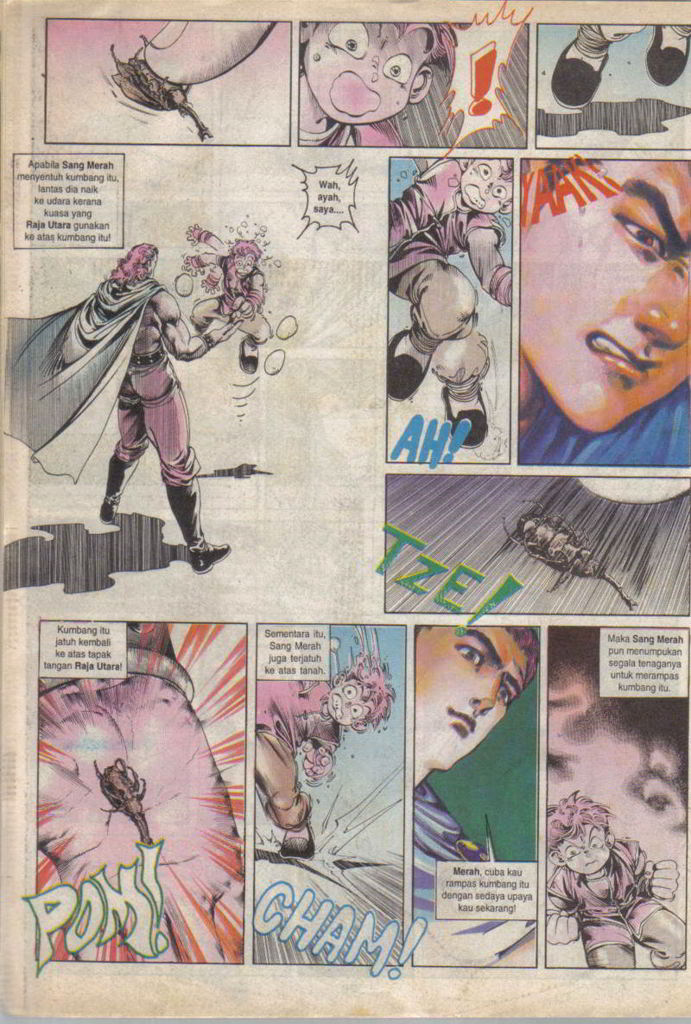 !
Apabila Sang Merah
menyentuh kumbang itu,
lantas dia naik
ke udara kerana
kuasa yang
Raja Utara gunakan
ke atas kumbang itu!
Wah,
ayah,
saya....
AH!
YAAK!
TZE!
Kumbang itu
jatuh kembali
ke atas tapak
tangan Raja Utara!
POM!
Sementara itu,
Sang Merah
juga terjatuh
ke atas tanah.
CHAM!
Merah, cuba kau
rampas kumbang itu
dengan sedaya upaya
kau sekarang!
Maka Sang Merah
pun menumpukan
segala tenaganya
untuk merampas
kumbang itu.